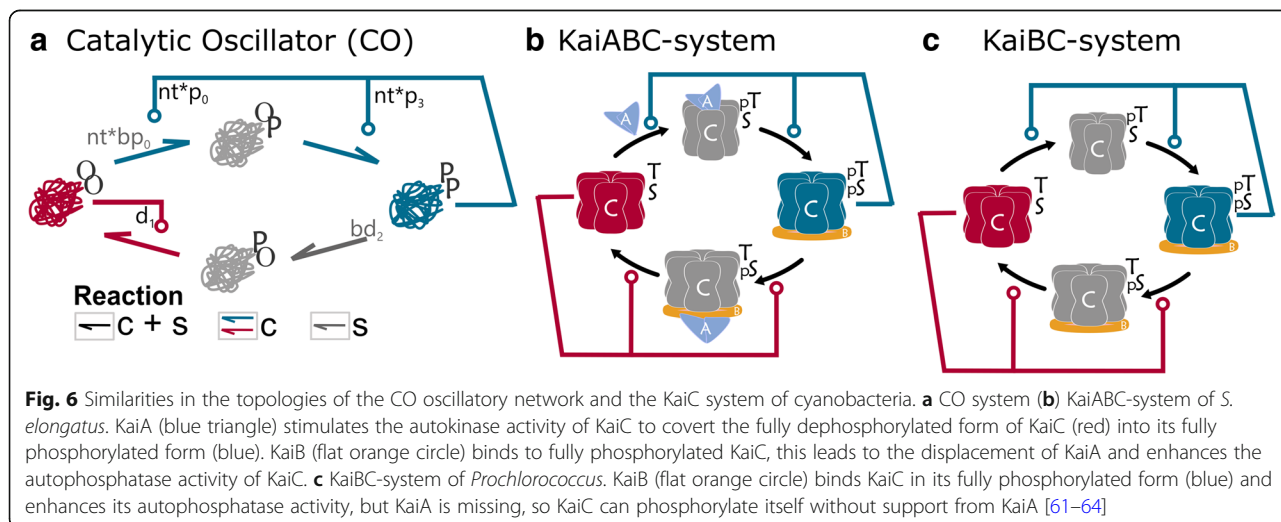 a Catalytic Oscillator (CO)
b KaiABC-system
c KaiBC-system
nt*p₀
nt*p₃
nt*bp₀
O
P
O
O
P
P
d₁
bd₂
P
O
Reaction
C + S
C
S
A
A
C
pT
S
C
T
S
C
pT
pS
B
C
T
pS
B
A
C
pT
S
C
T
S
C
pT
pS
B
C
T
pS
B
Fig. 6 Similarities in the topologies of the CO oscillatory network and the KaiC system of cyanobacteria. a CO system (b) KaiABC-system of S.
elongatus. KaiA (blue triangle) stimulates the autokinase activity of KaiC to covert the fully dephosphorylated form of KaiC (red) into its fully
phosphorylated form (blue). KaiB (flat orange circle) binds to fully phosphorylated KaiC, this leads to the displacement of KaiA and enhances the
autophosphatase activity of KaiC. c KaiBC-system of Prochlorococcus. KaiB (flat orange circle) binds KaiC in its fully phosphorylated form (blue) and
enhances its autophosphatase activity, but KaiA is missing, so KaiC can phosphorylate itself without support from KaiA [61–64]